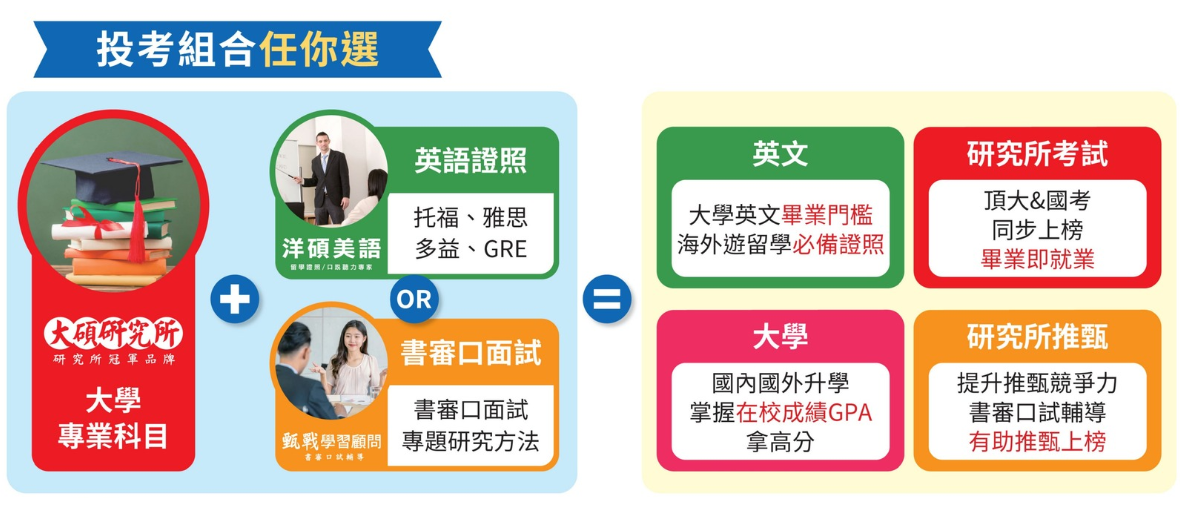 投考組合任你選
大碩研究所
研究所冠軍品牌
大學
專業科目
英語證照
托福、雅思
多益、GRE
洋碩美語
留學證照/口說聽力專家
OR
書審口面試
書審口面試
專題研究方法
甄戰學習顧問
書審口試輔導
英文
大學英文畢業門檻
海外遊留學必備證照
研究所考試
頂大&國考
同步上榜
畢業即就業
大學
國內國外升學
掌握在校成績GPA
拿高分
研究所推甄
提升推甄競爭力
書審口試輔導
有助推甄上榜